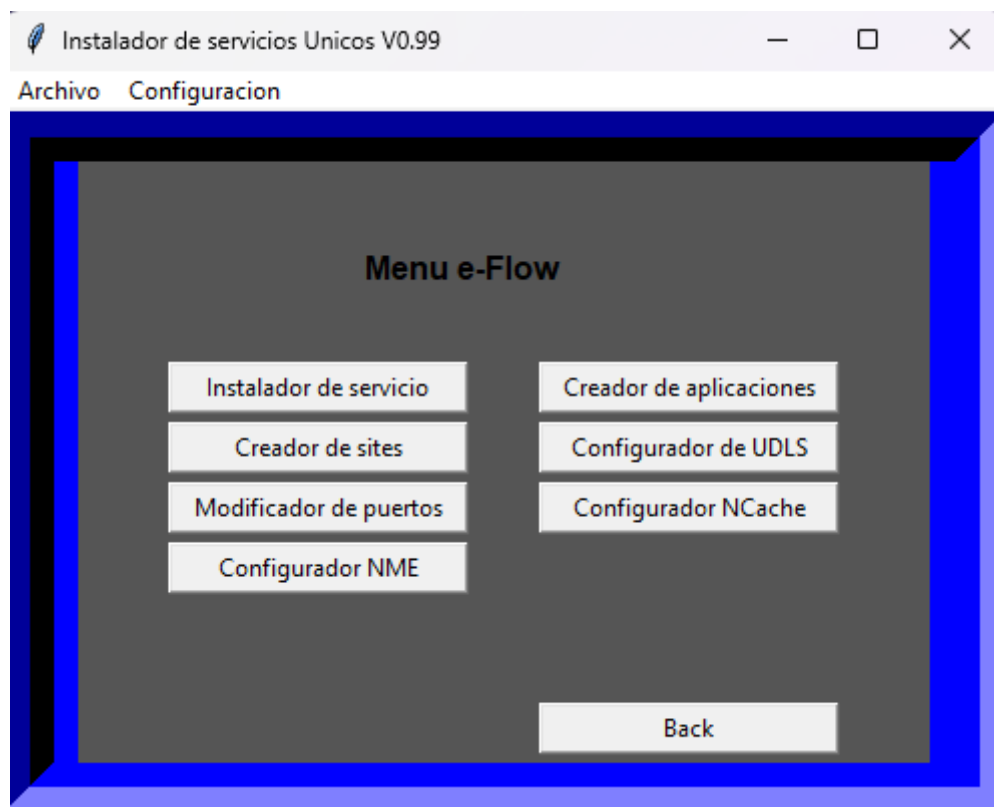 Instalador de servicios Unicos V0.99
Archivo Configuracion
Menu e-Flow
Instalador de servicio Creador de aplicaciones
Creador de sites Configurador de UDLS
Modificador de puertos Configurador NCache
Configurador NME
Back